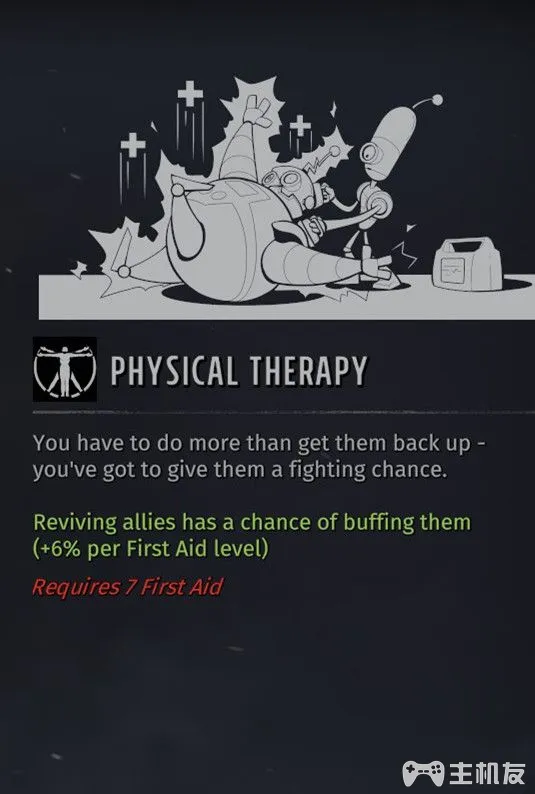 PHYSICAL THERAPY
You have to do more than get them back up -
you've got to give them a fighting chance.
Reviving allies has a chance of buffing them
(+6% per First Aid level)
Requires 7 First Aid
主机友